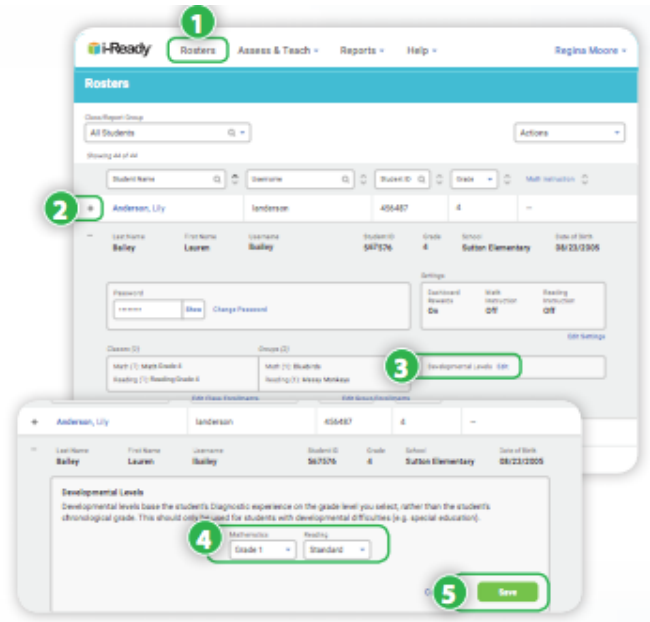 1
i-Ready Rosters Assess & Teach Reports Help Regina Moore
Rosters
Class/Report Group
All Students Actions
Showing 44 of 44
Student Name Username Student ID Grade Math Instruction
2
+ Anderson, Lily landerson 456487 4 --
Last Name First Name Username Student ID Grade School Date of Birth
Bailey Lauren lbailey 567576 4 Sutton Elementary 08/23/2005
Settings
Password Dashboard Rewards Math Instruction Reading Instruction
Show Change Password On Off Off
Edit Settings
Classes (2) Groups (2)
3
Math (1): Math Grade 4 Math (1): Bluebirds Developmental Levels Edit
Reading (1): Reading Grade 4 Reading (1): Monkeys
Edit Class Enrollments Edit Group Enrollments
+ Anderson, Lily landerson 456487 4 --
Last Name First Name Username Student ID Grade School Date of Birth
Bailey Lauren lbailey 567576 4 Sutton Elementary 08/23/2005
Developmental Levels
Developmental levels base the student's Diagnostic experience on the grade level you select, rather than the student's
chronological grade. This should only be used for students with developmental difficulties (e.g. special education).
4
Mathematics Reading
Grade 1 Standard
5
Save